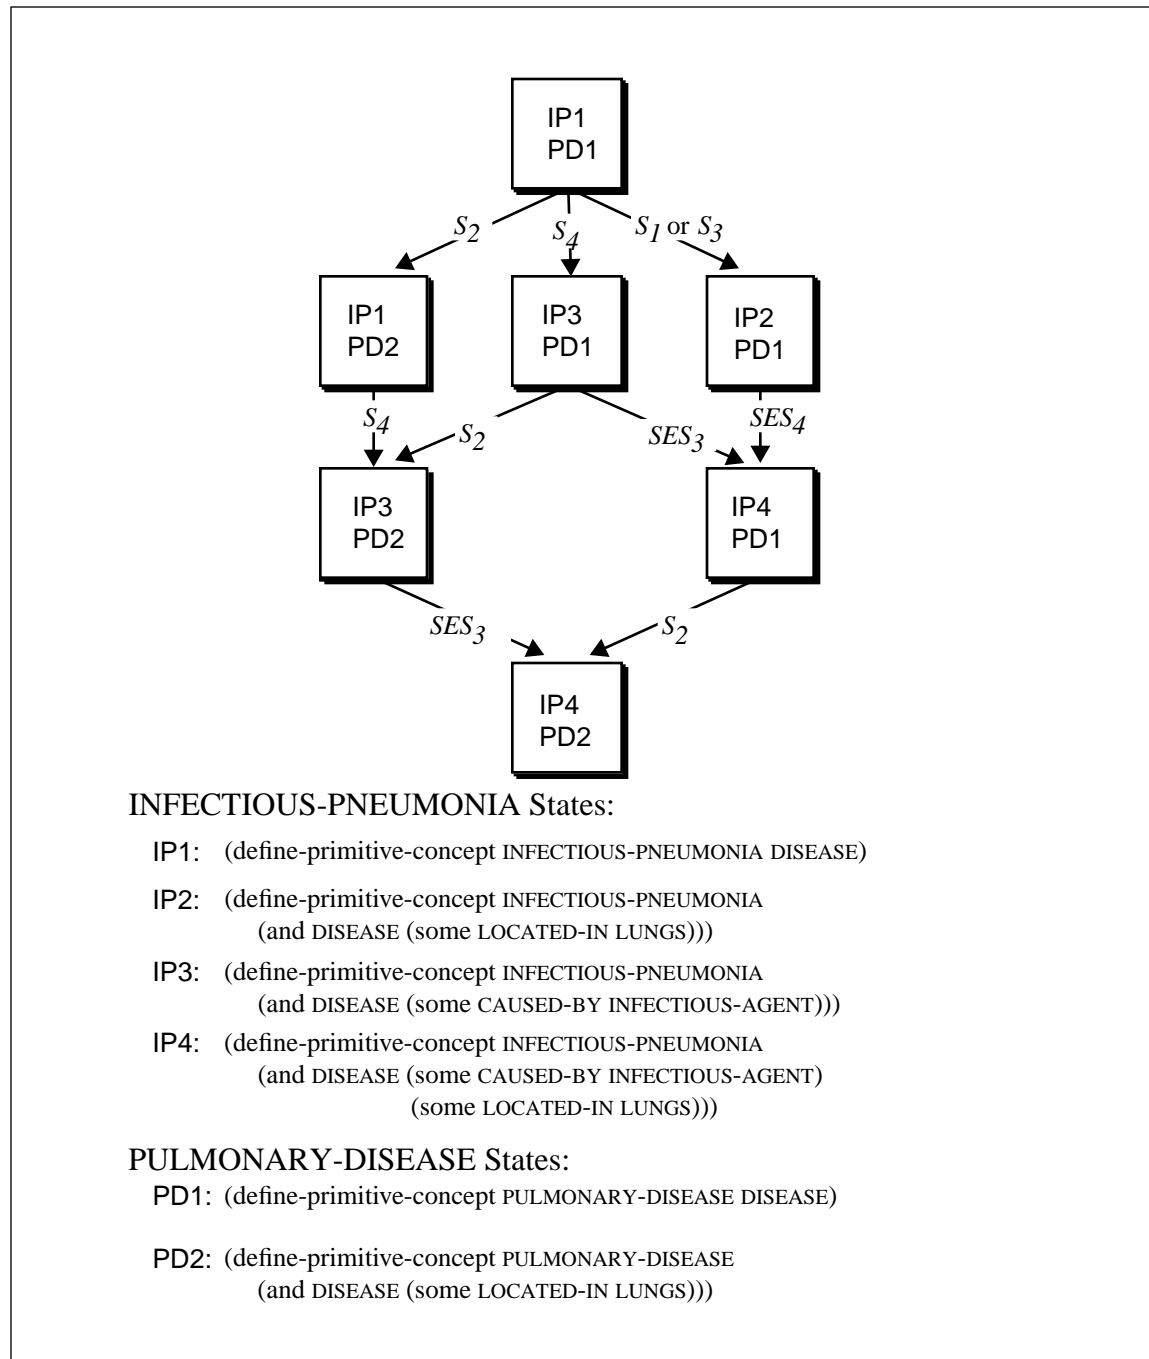 IP1
PD1
S2
S4
S1 or S3
IP1
PD2
IP3
PD1
IP2
PD1
S4
S2
SES3
SES4
IP3
PD2
IP4
PD1
SES3
S2
IP4
PD2
INFECTIOUS-PNEUMONIA States:
IP1: (define-primitive-concept INFECTIOUS-PNEUMONIA DISEASE)
IP2: (define-primitive-concept INFECTIOUS-PNEUMONIA
(and DISEASE (some LOCATED-IN LUNGS)))
IP3: (define-primitive-concept INFECTIOUS-PNEUMONIA
(and DISEASE (some CAUSED-BY INFECTIOUS-AGENT)))
IP4: (define-primitive-concept INFECTIOUS-PNEUMONIA
(and DISEASE (some CAUSED-BY INFECTIOUS-AGENT)
(some LOCATED-IN LUNGS)))
PULMONARY-DISEASE States:
PD1: (define-primitive-concept PULMONARY-DISEASE DISEASE)
PD2: (define-primitive-concept PULMONARY-DISEASE
(and DISEASE (some LOCATED-IN LUNGS)))